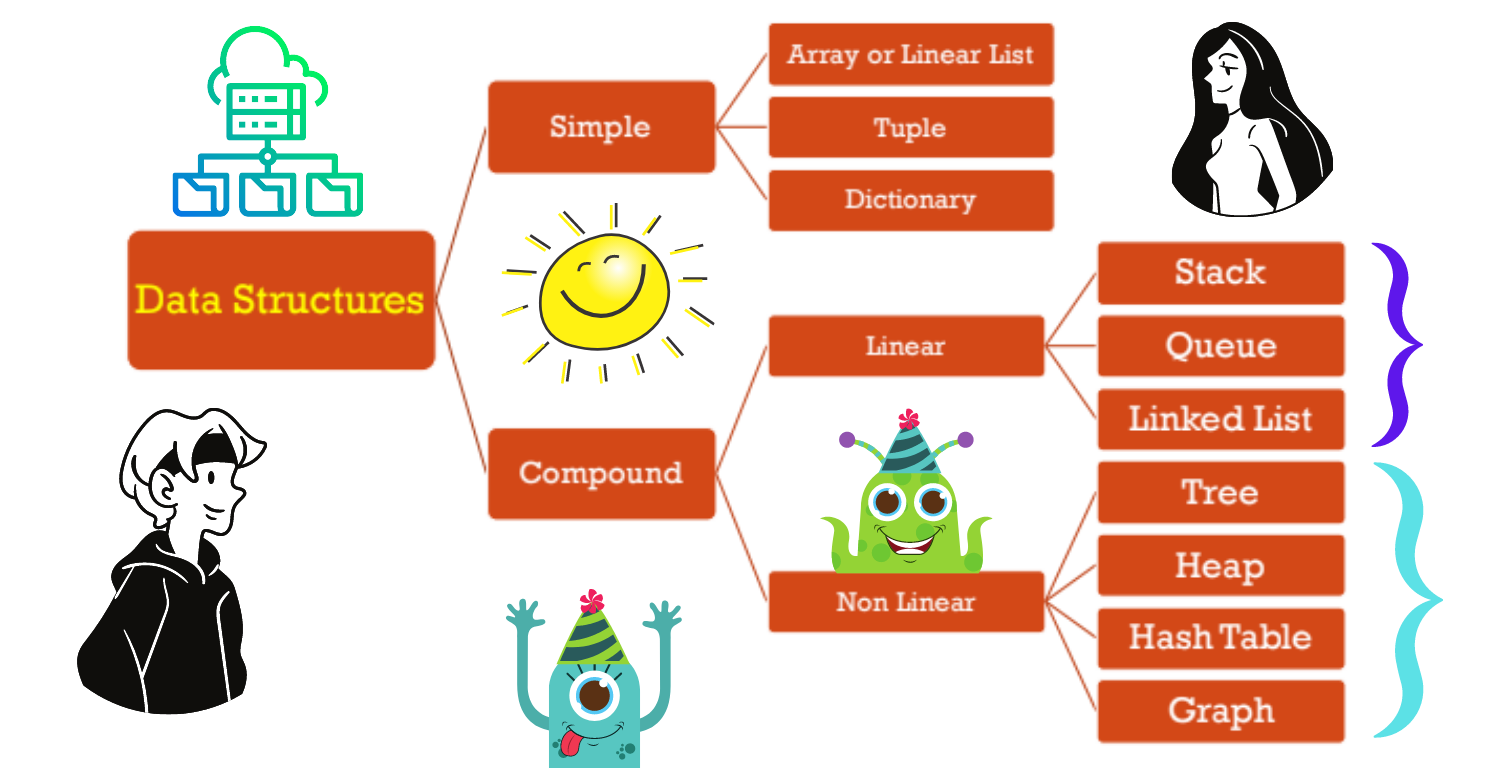 Data Structures
Simple
Array or Linear List
Tuple
Dictionary
Compound
Linear
Stack
Queue
Linked List
Non Linear
Tree
Heap
Hash Table
Graph